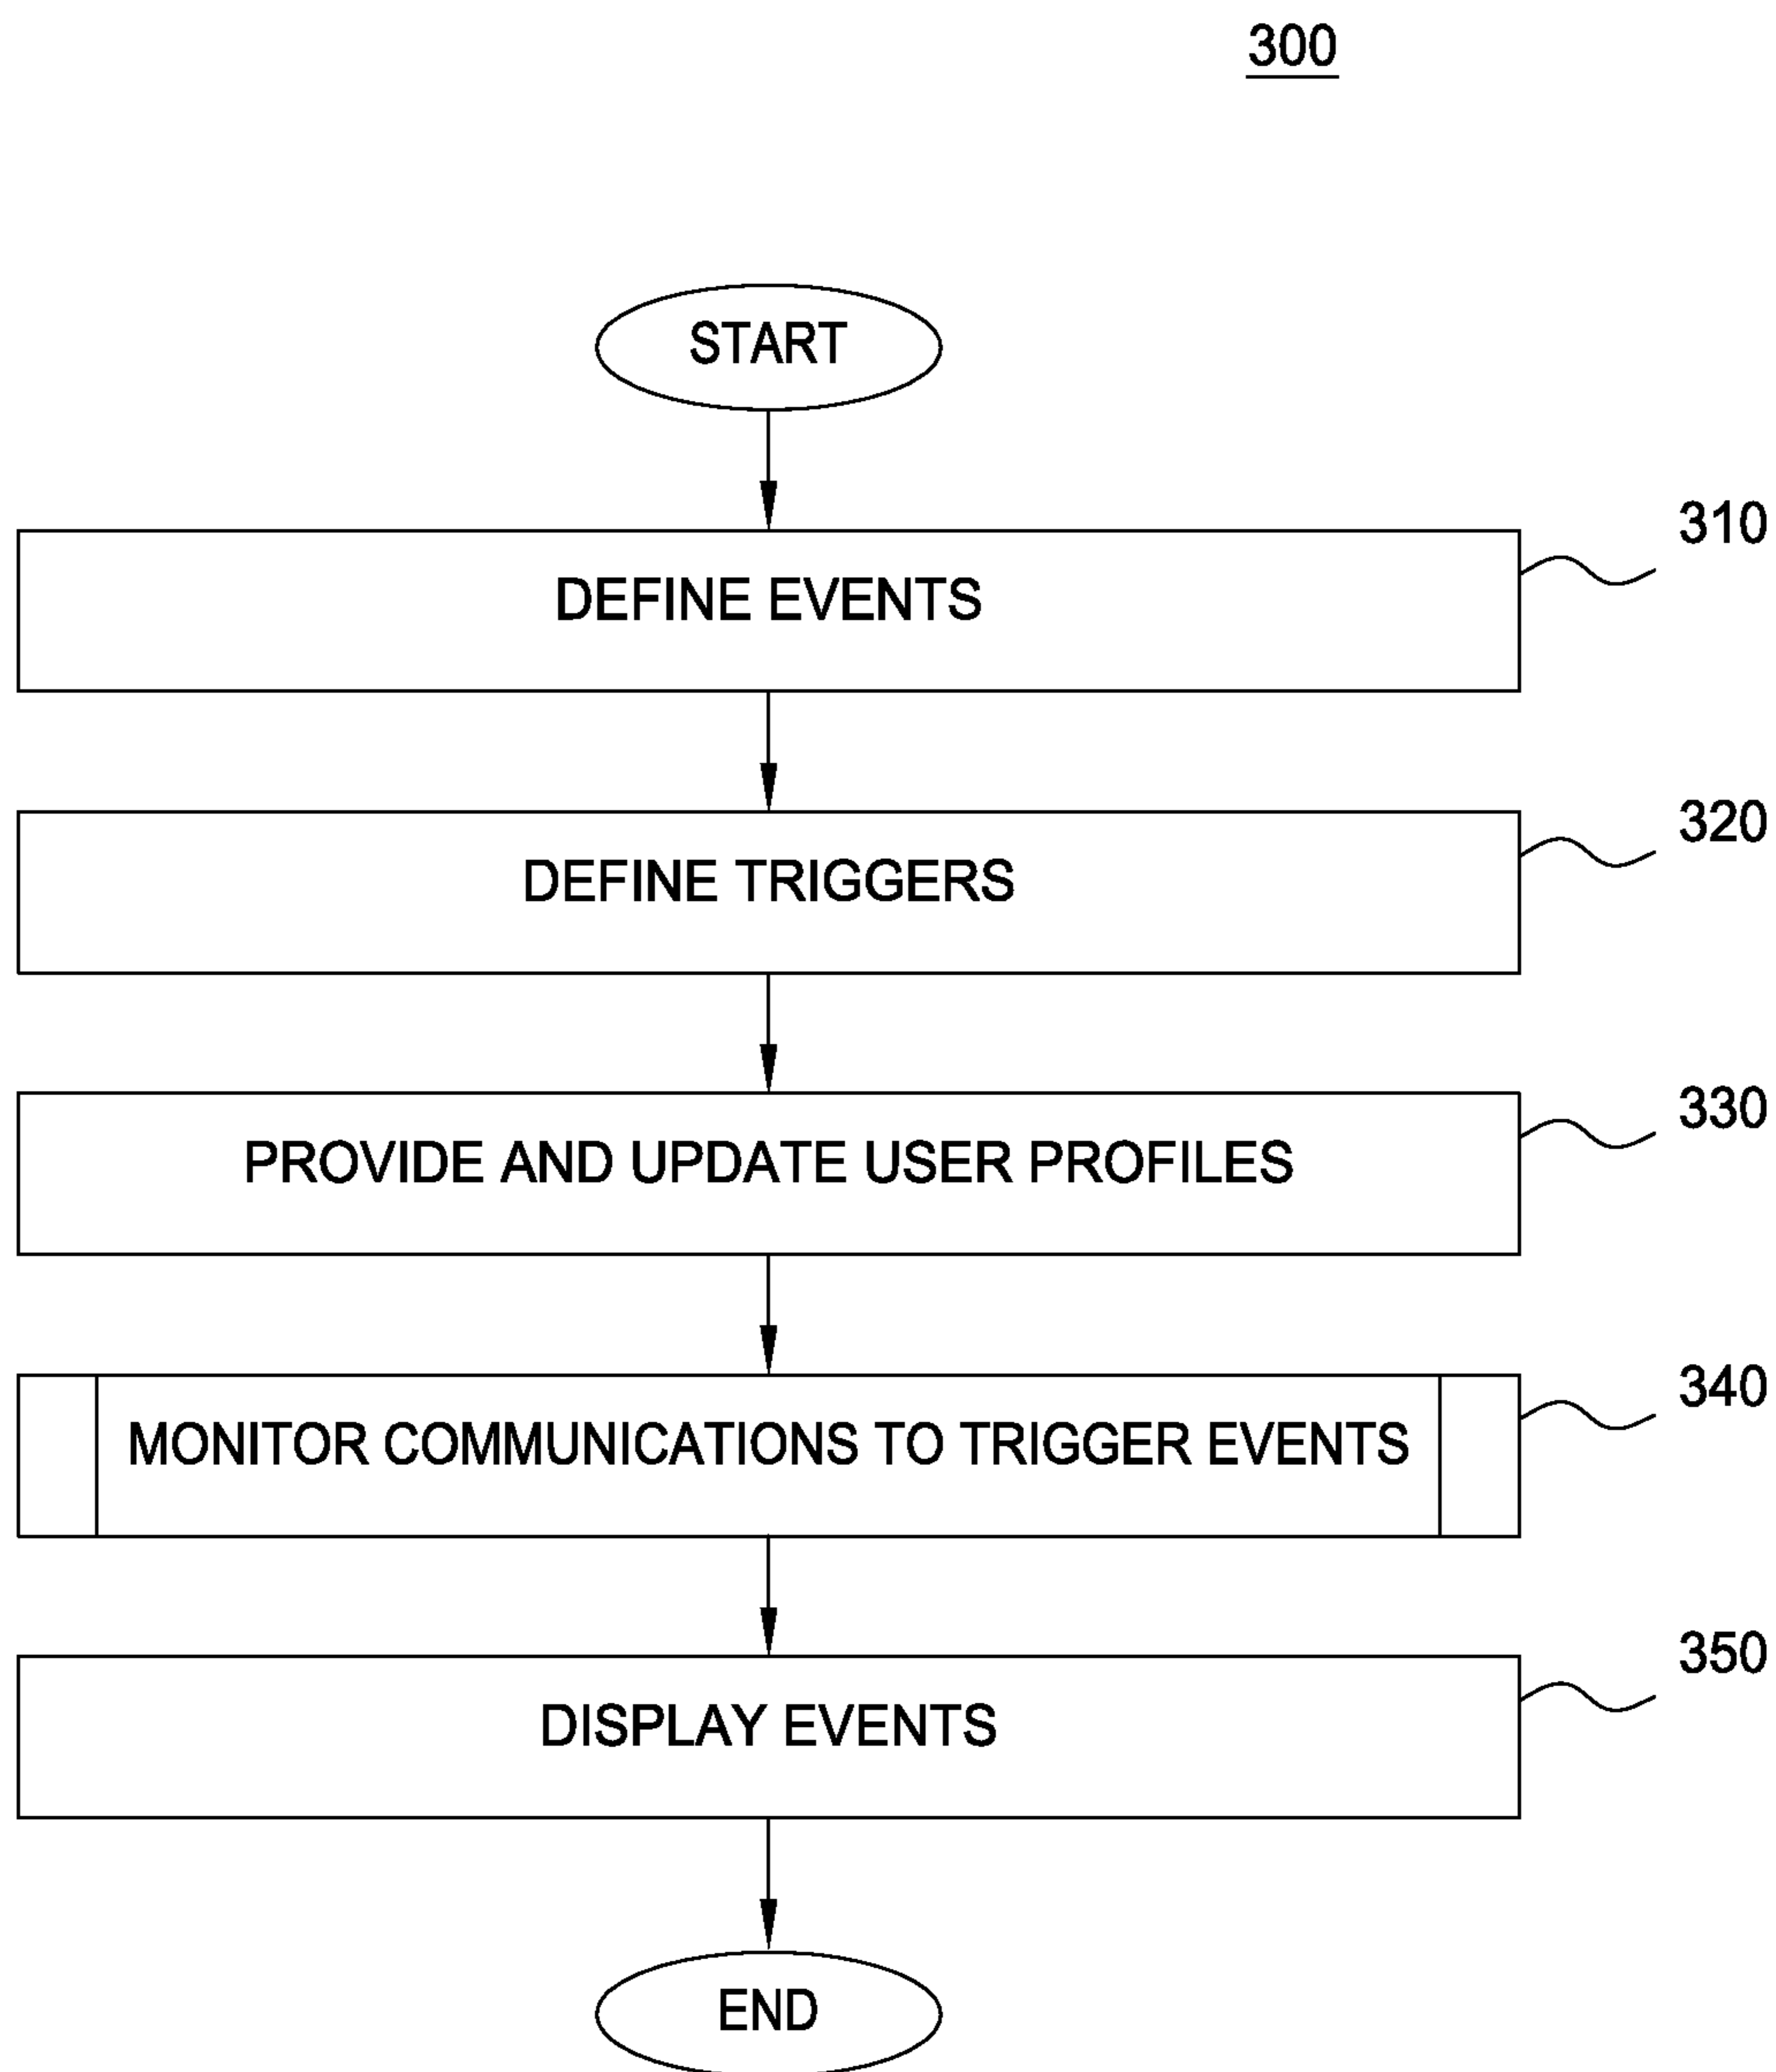 300
START
310
DEFINE EVENTS
320
DEFINE TRIGGERS
330
PROVIDE AND UPDATE USER PROFILES
340
MONITOR COMMUNICATIONS TO TRIGGER EVENTS
350
DISPLAY EVENTS
END